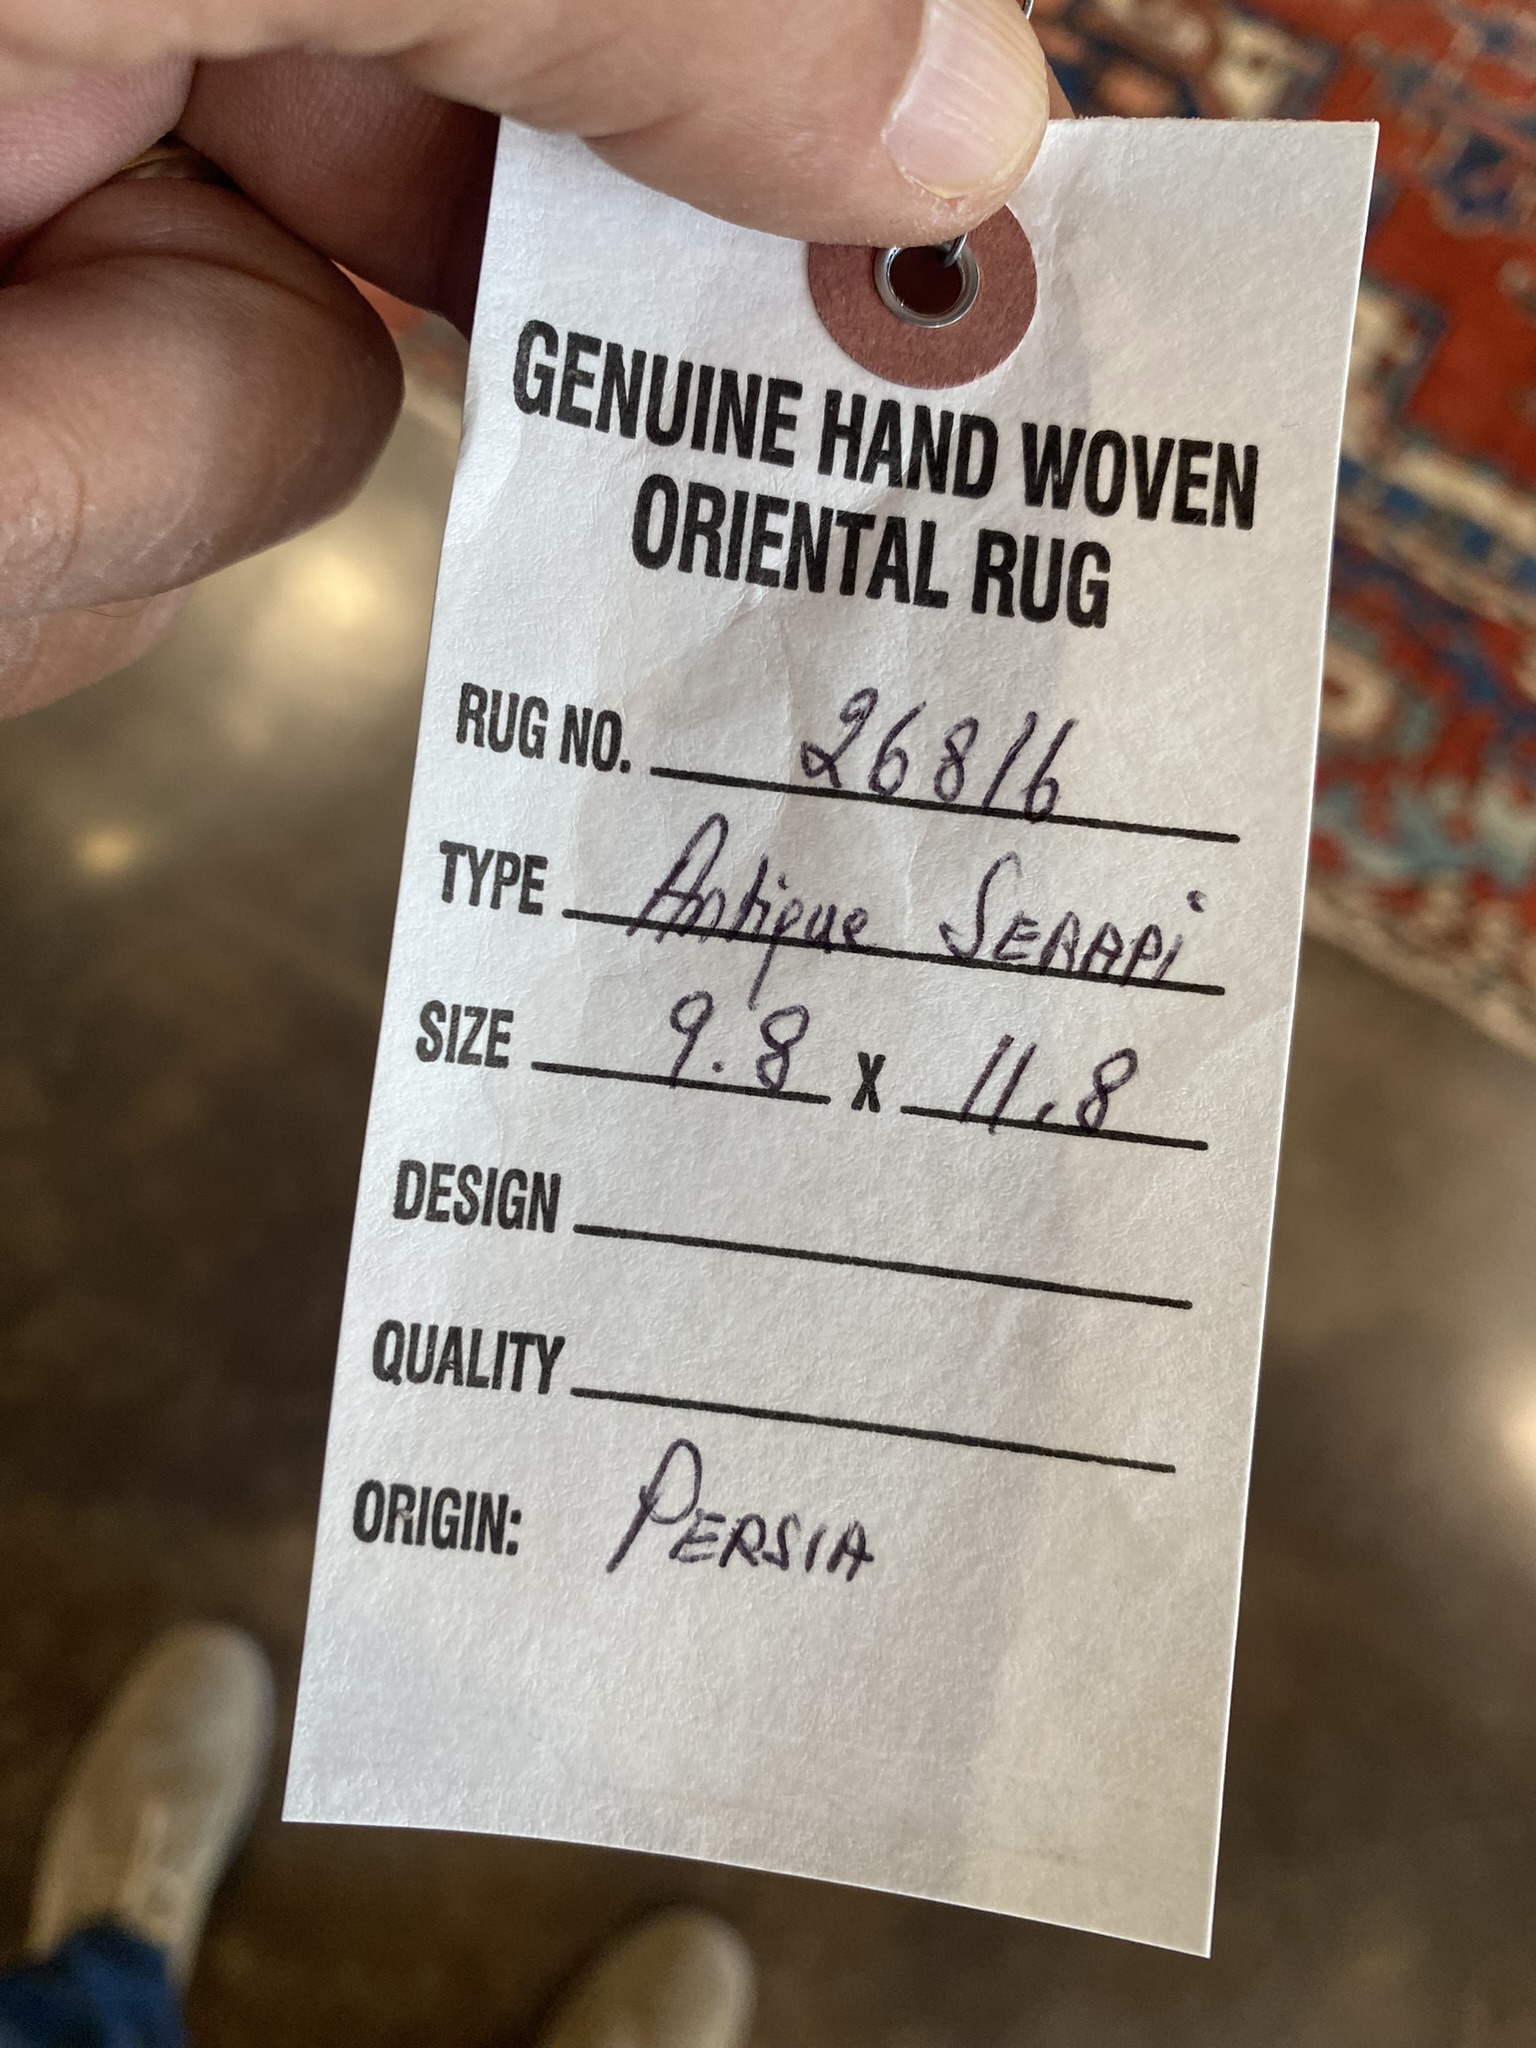 GENUINE HAND WOVEN
ORIENTAL RUG
RUG NO. 26816
TYPE Antique SERAPi
SIZE 9.8 X 11.8
DESIGN
QUALITY
ORIGIN: PERSIA